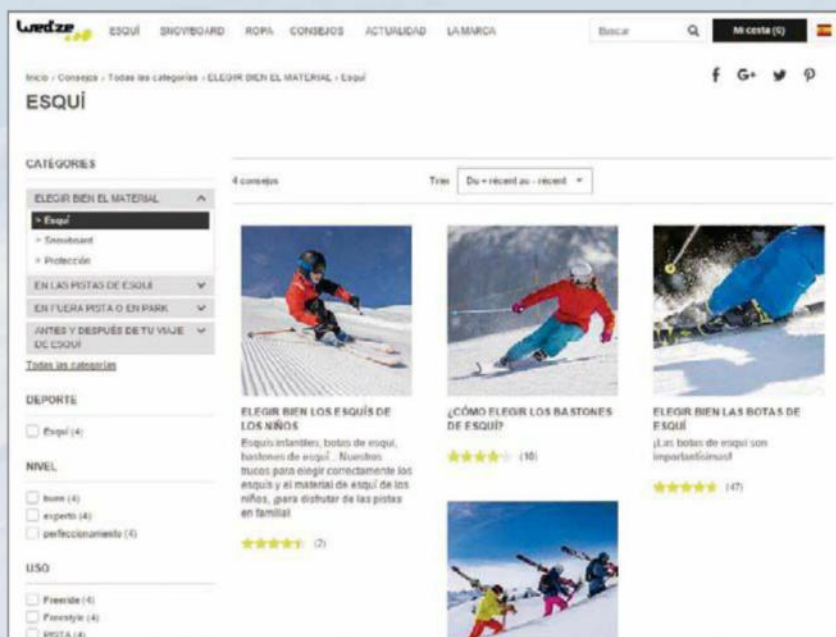 Wed'ze
ESQUÍ SNOWBOARD ROPA CONSEJOS ACTUALIDAD LA MARCA
Buscar
Mi cesta (0)
Inicio › Consejos › Todas las categorías › ELEGIR BIEN EL MATERIAL › Esquí
ESQUÍ
CATÉGORIES
ELEGIR BIEN EL MATERIAL
> Esquí
> Snowboard
> Protección
EN LAS PISTAS DE ESQUÍ
EN FUERA PISTA O EN PARK
ANTES Y DESPUÉS DE TU VIAJE
DE ESQUÍ
Todas las categorías
DEPORTE
Esquí (4)
NIVEL
buen (4)
experto (4)
perfeccionamiento (4)
USO
Freeride (4)
Freestyle (4)
PISTA (4)
4 consejos
Trier Du + récent au - récent
ELEGIR BIEN LOS ESQUÍS DE
LOS NIÑOS
Esquís infantiles, botas de esquí,
bastones de esquí... Nuestros
trucos para elegir correctamente los
esquís y el material de esquí de los
niños, ¡para disfrutar de las pistas
en familia!
(2)
¿CÓMO ELEGIR LOS BASTONES
DE ESQUÍ?
(10)
ELEGIR BIEN LAS BOTAS DE
ESQUÍ
¡Las botas de esquí son
importantísimas!
(47)